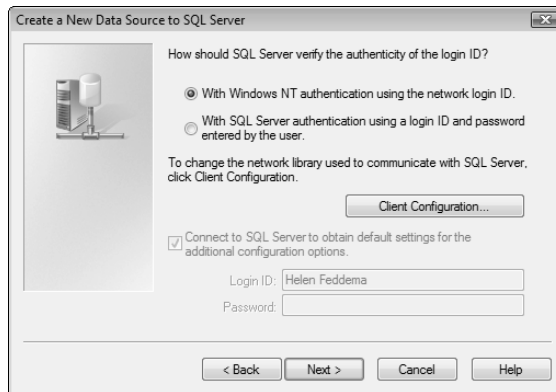 Create a New Data Source to SQL Server
How should SQL Server verify the authenticity of the login ID?
With Windows NT authentication using the network login ID.
With SQL Server authentication using a login ID and password
entered by the user.
To change the network library used to communicate with SQL Server,
click Client Configuration.
Client Configuration...
Connect to SQL Server to obtain default settings for the
additional configuration options.
Login ID: Helen Feddema
Password:
< Back Next > Cancel Help